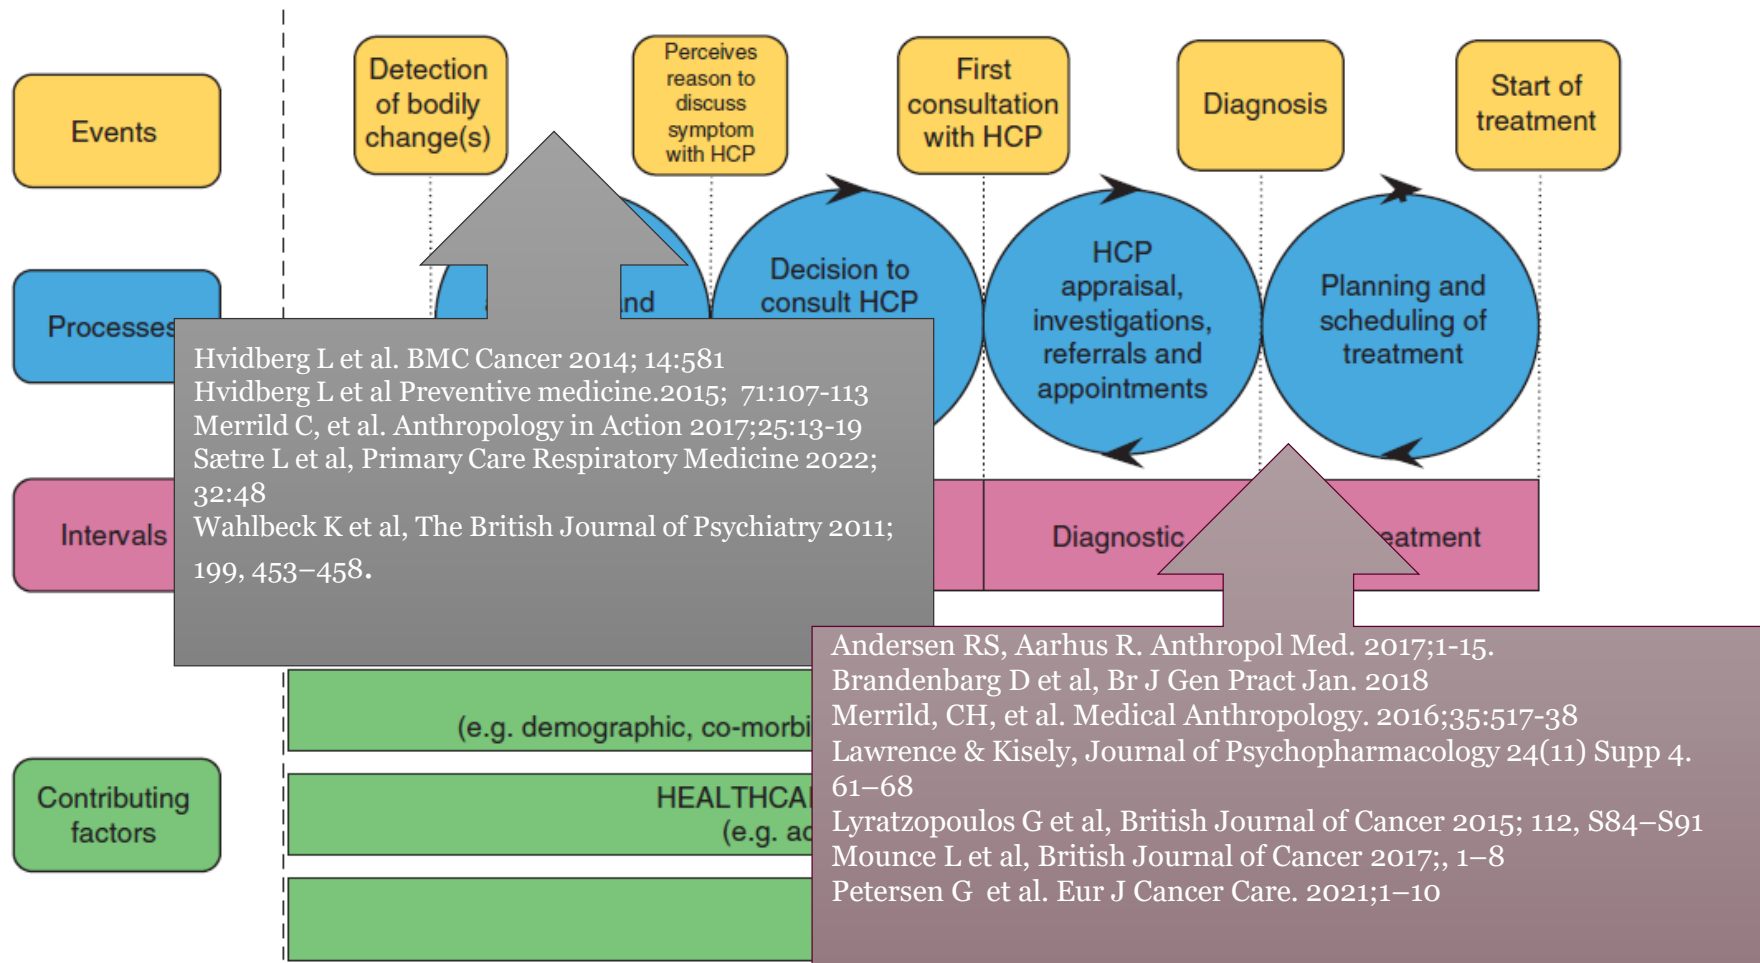 Events
Detection
of bodily
change(s)
Perceives
reason to
discuss
symptom
with HCP
First
consultation
with HCP
Diagnosis
Start of
treatment
Processes
Decision to
consult HCP
HCP
appraisal,
investigations,
referrals and
appointments
Planning and
scheduling of
treatment
Hvidberg L et al. BMC Cancer 2014; 14:581
Hvidberg L et al Preventive medicine.2015; 71:107-113
Merrild C, et al. Anthropology in Action 2017;25:13-19
Sætre L et al, Primary Care Respiratory Medicine 2022;
32:48
Wahlbeck K et al, The British Journal of Psychiatry 2011;
199, 453–458.
Intervals
Diagnostic
Contributing
factors
(e.g. demographic, co-morbi
HEALTHCA
(e.g.
Andersen RS, Aarhus R. Anthropol Med. 2017;1-15.
Brandenbarg D et al, Br J Gen Pract Jan. 2018
Merrild, CH, et al. Medical Anthropology. 2016;35:517-38
Lawrence & Kisely, Journal of Psychopharmacology 24(11) Supp 4.
61–68
Lyratzopoulos G et al, British Journal of Cancer 2015; 112, S84–S91
Mounce L et al, British Journal of Cancer 2017;, 1–8
Petersen G et al. Eur J Cancer Care. 2021;1–10